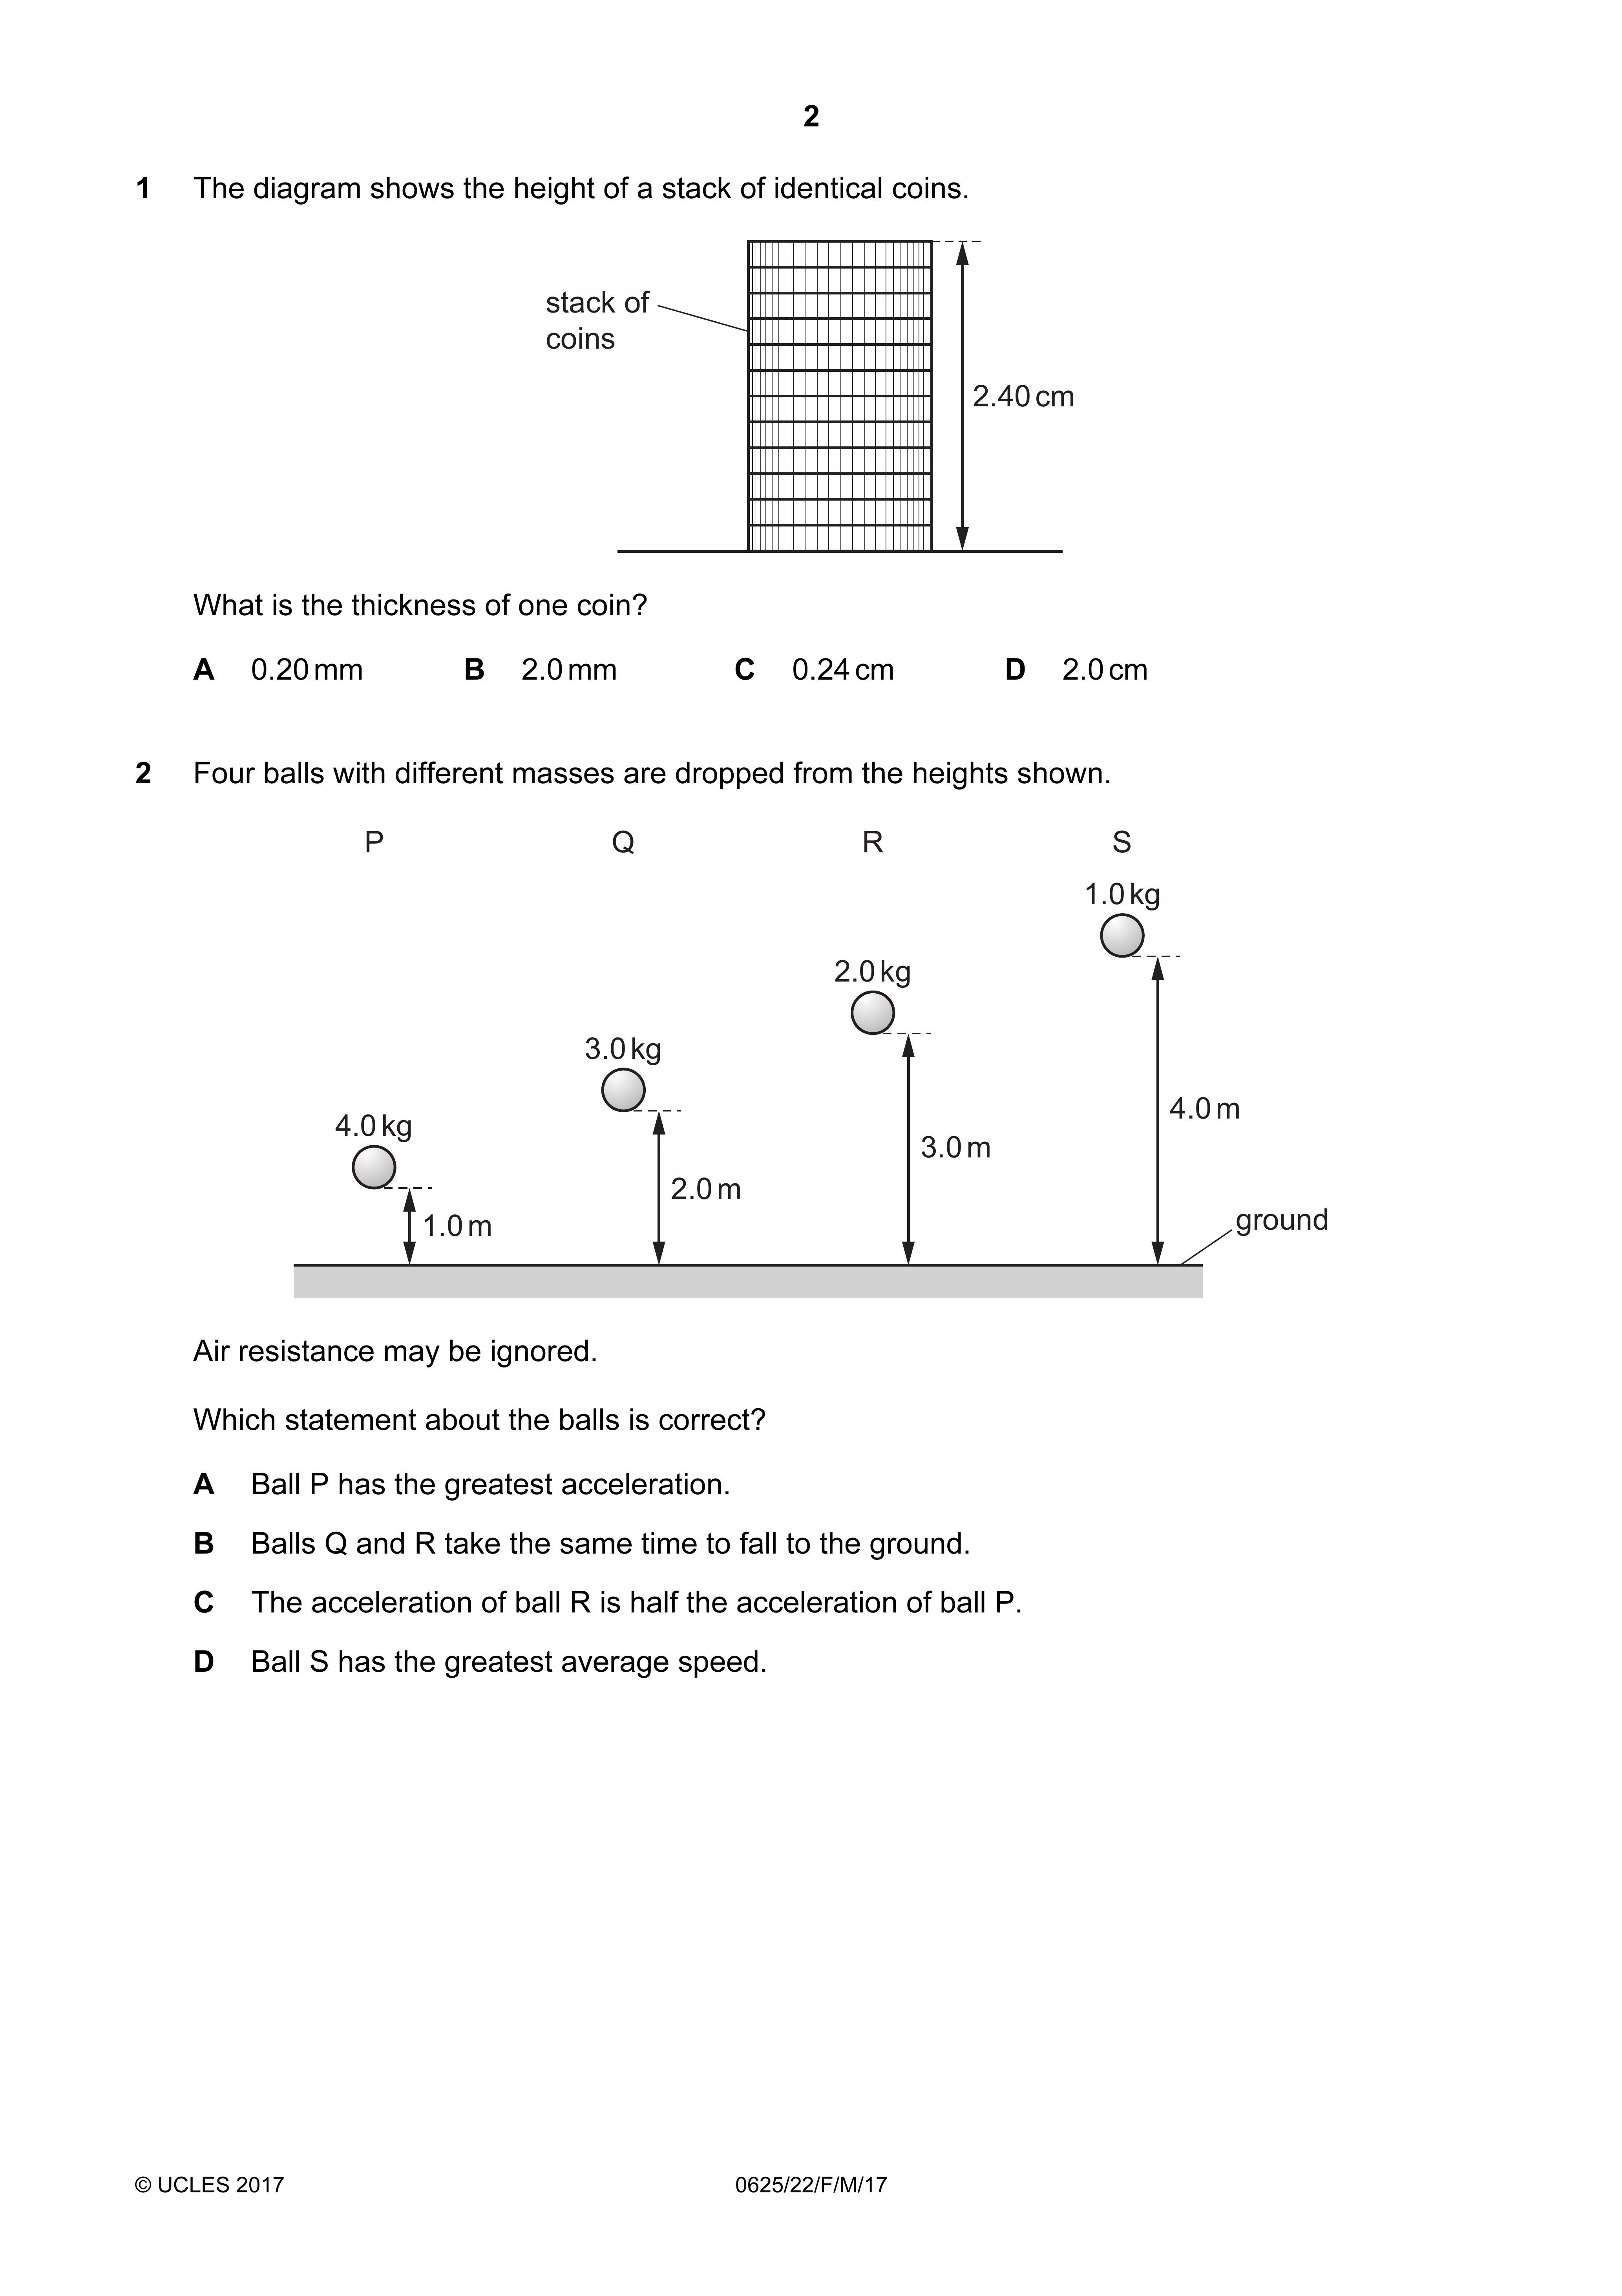 2
1 The diagram shows the height of a stack of identical coins.
stack of
coins
2.40 cm
What is the thickness of one coin?
A 0.20 mm B 2.0 mm C 0.24 cm D 2.0 cm
2 Four balls with different masses are dropped from the heights shown.
P Q R S
1.0 kg
2.0 kg
3.0 kg
4.0 kg
4.0 m
3.0 m
2.0 m
1.0 m
ground
Air resistance may be ignored.
Which statement about the balls is correct?
A Ball P has the greatest acceleration.
B Balls Q and R take the same time to fall to the ground.
C The acceleration of ball R is half the acceleration of ball P.
D Ball S has the greatest average speed.
© UCLES 2017 0625/22/F/M/17